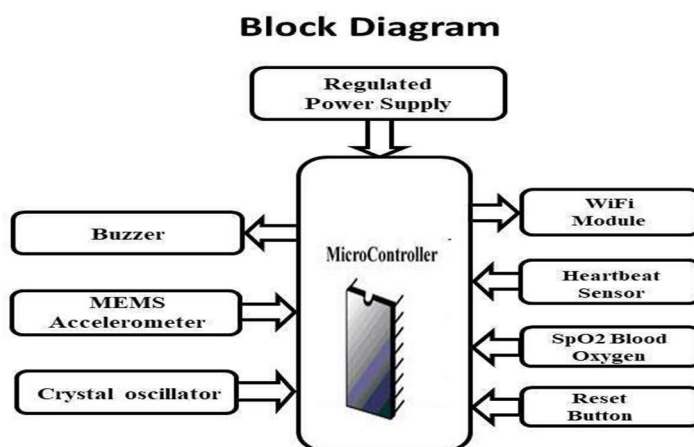 Block Diagram
Regulated
Power Supply
Buzzer
MEMS
Accelerometer
Crystal oscillator
MicroController
WiFi
Module
Heartbeat
Sensor
SpO2 Blood
Oxygen
Reset
Button